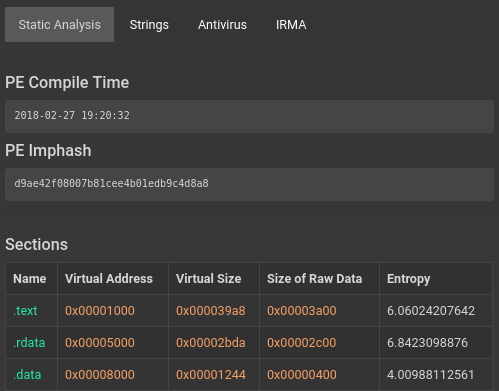 Static Analysis Strings Antivirus IRMA
PE Compile Time
2018-02-27 19:20:32
PE Imphash
d9ae42f08007b81cee4b01edb9c4d8a8
Sections
Name Virtual Address Virtual Size Size of Raw Data Entropy
.text 0x00001000 0x000039a8 0x00003a00 6.06024207642
.rdata 0x00005000 0x00002bda 0x00002c00 6.8423098876
.data 0x00008000 0x00001244 0x00000400 4.00988112561